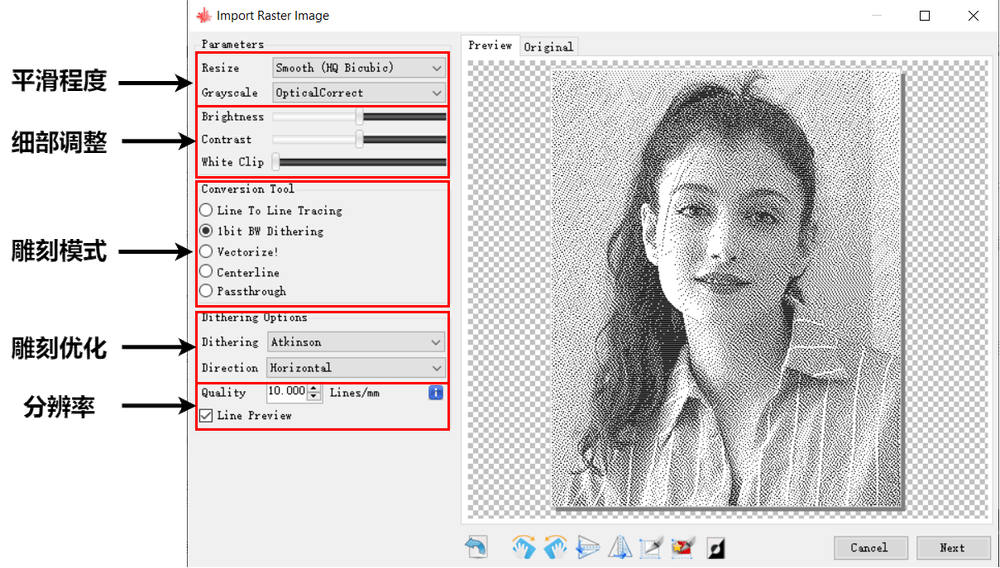 Import Raster Image
Parameters
Preview
Original
平滑程度
Resize
Smooth (HQ Bicubic)
Grayscale
OpticalCorrect
细部调整
Brightness
Contrast
White Clip
雕刻模式
Conversion Tool
Line To Line Tracing
1bit BW Dithering
Vectorize!
Centerline
Passthrough
雕刻优化
Dithering Options
Dithering
Atkinson
Direction
Horizontal
分辨率
Quality
10.000
Lines/mm
Line Preview
Cancel
Next